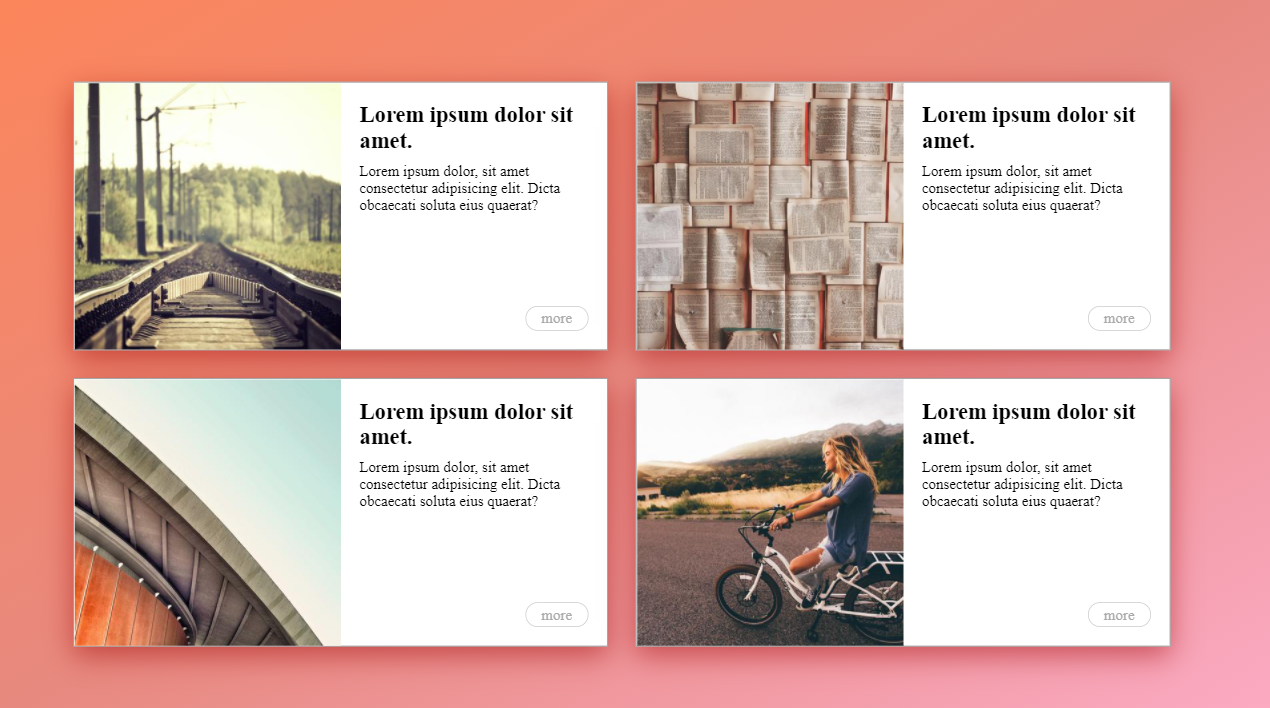 Lorem ipsum dolor sit
amet.
Lorem ipsum dolor, sit amet
consectetur adipisicing elit. Dicta
obcaecati soluta eius quaerat?
more
Lorem ipsum dolor sit
amet.
Lorem ipsum dolor, sit amet
consectetur adipisicing elit. Dicta
obcaecati soluta eius quaerat?
more
Lorem ipsum dolor sit
amet.
Lorem ipsum dolor, sit amet
consectetur adipisicing elit. Dicta
obcaecati soluta eius quaerat?
more
Lorem ipsum dolor sit
amet.
Lorem ipsum dolor, sit amet
consectetur adipisicing elit. Dicta
obcaecati soluta eius quaerat?
more